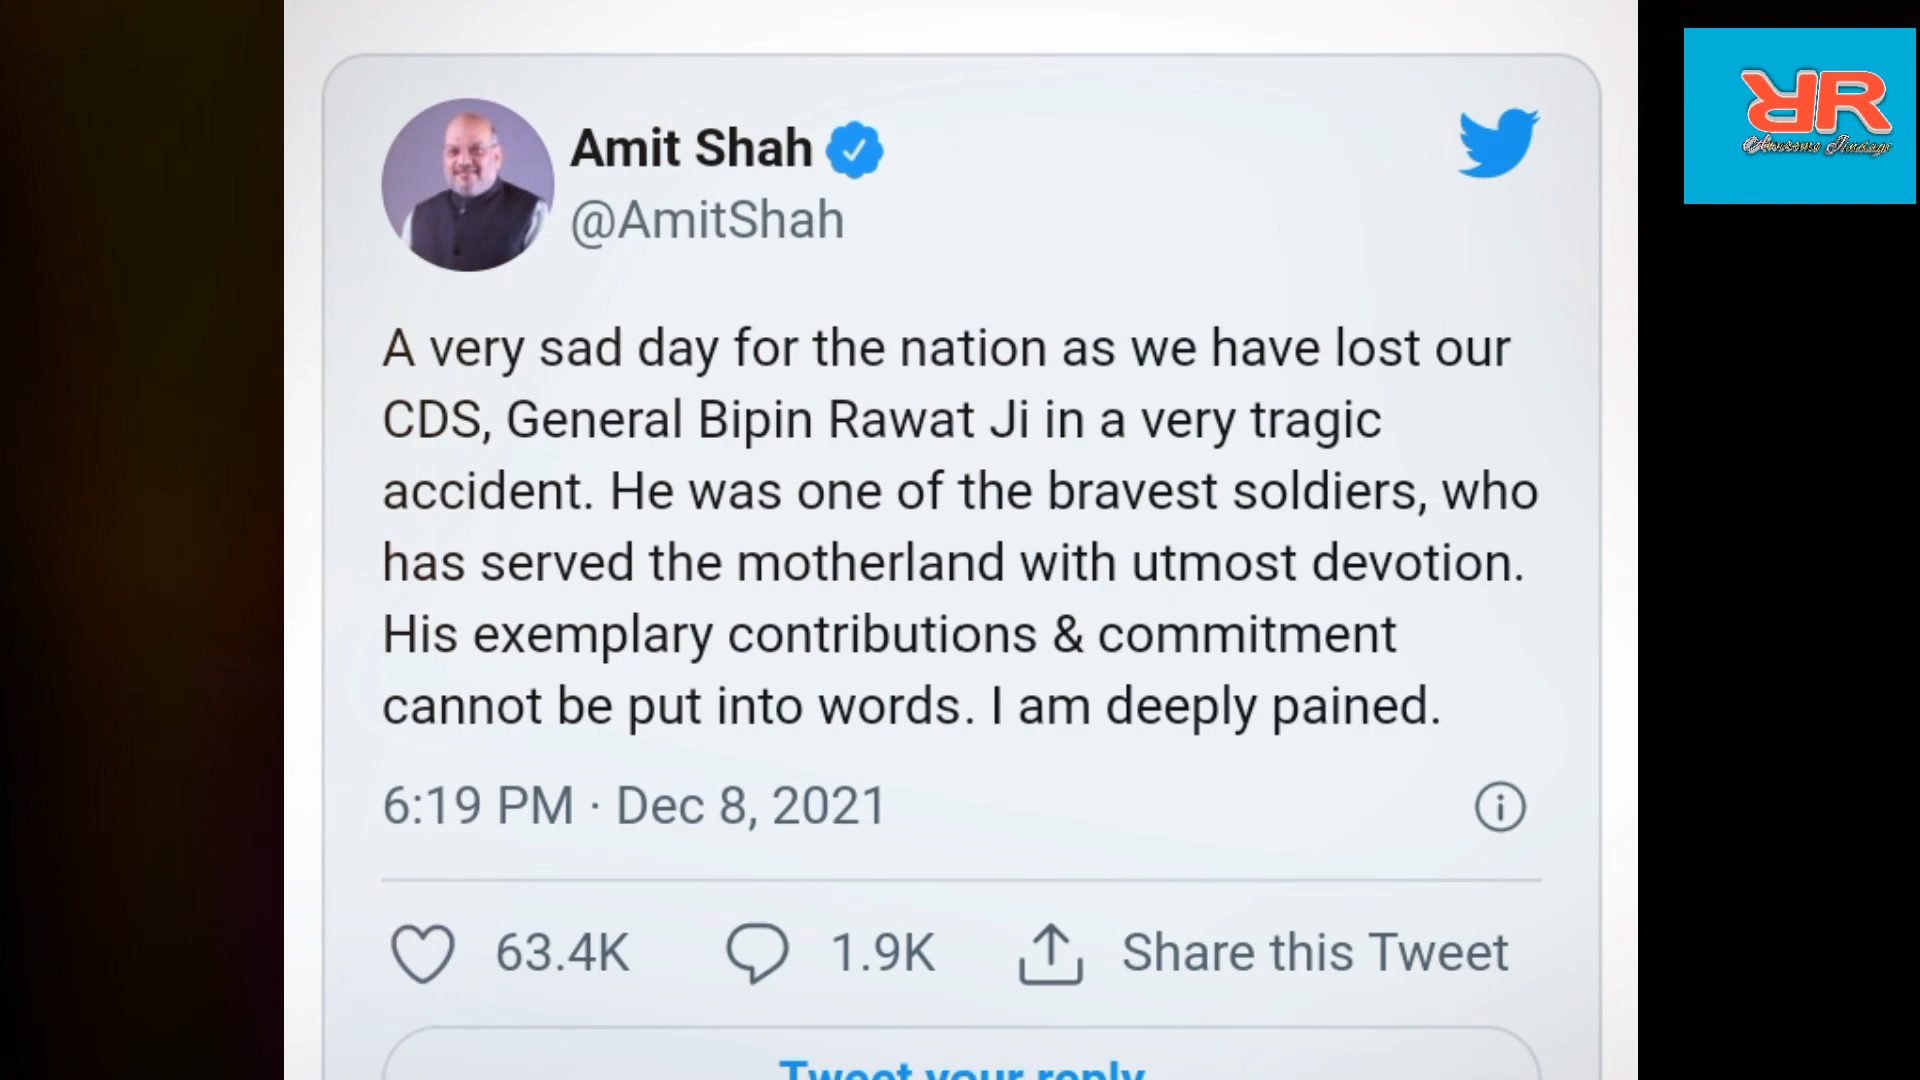 Amit Shah
@AmitShah
A very sad day for the nation as we have lost our
CDS, General Bipin Rawat Ji in a very tragic
accident. He was one of the bravest soldiers, who
has served the motherland with utmost devotion.
His exemplary contributions & commitment
cannot be put into words. I am deeply pained.
6:19 PM · Dec 8, 2021
63.4K 1.9K Share this Tweet
Tweet your reply